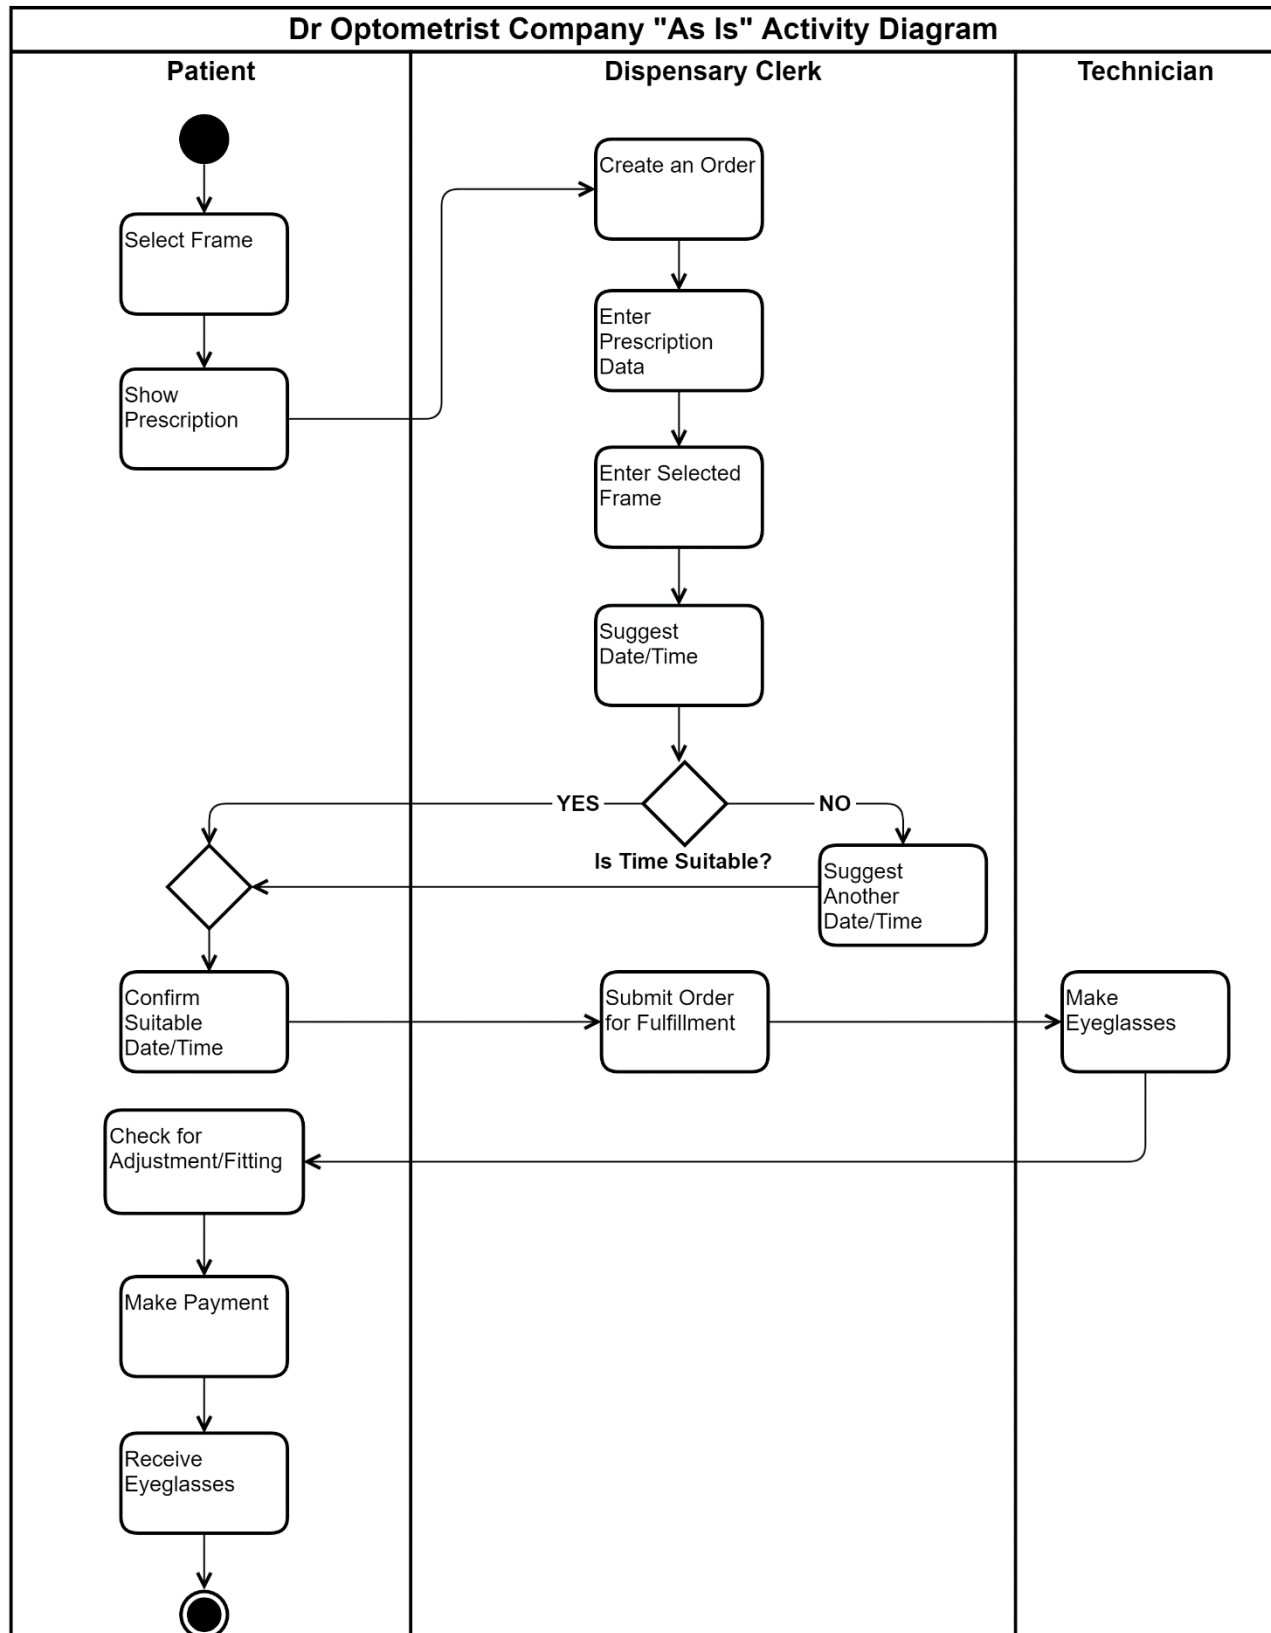 Dr Optometrist Company "As Is" Activity Diagram
Patient
Dispensary Clerk
Technician
Select Frame
Show
Prescription
Create an Order
Enter
Prescription
Data
Enter Selected
Frame
Suggest
Date/Time
YES
NO
Is Time Suitable?
Suggest
Another
Date/Time
Confirm
Suitable
Date/Time
Submit Order
for Fulfillment
Make
Eyeglasses
Check for
Adjustment/Fitting
Make Payment
Receive
Eyeglasses